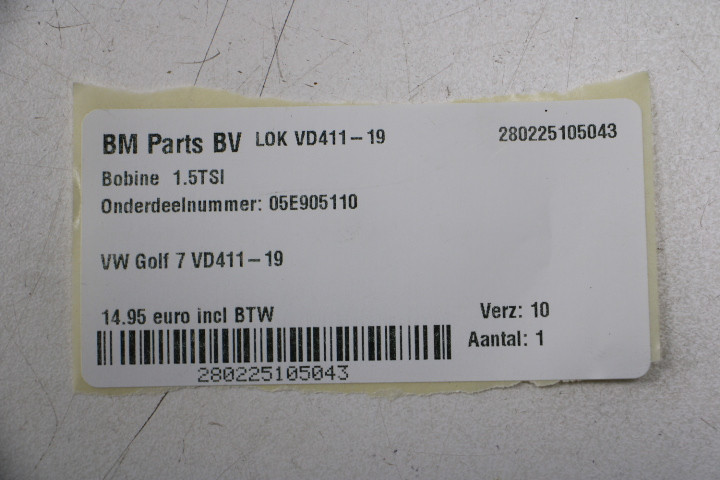 BM Parts BV LOK VD411-19 280225105043
Bobine 1.5TSI
Onderdeelnummer: 05E905110
VW Golf 7 VD411-19
14.95 euro incl BTW Verz: 10
Aantal: 1
280225105043